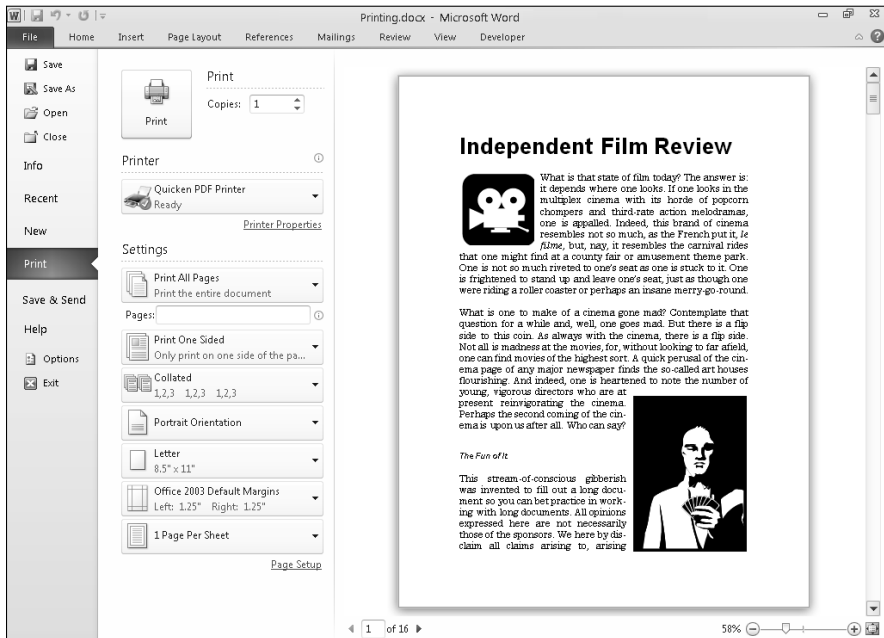 Printing.docx - Microsoft Word
File Home Insert Page Layout References Mailings Review View Developer
Save
Save As
Open
Close
Info
Recent
New
Print
Save & Send
Help
Options
Exit
Print
Print
Copies: 1
Printer
Quicken PDF Printer
Ready
Printer Properties
Settings
Print All Pages
Print the entire document
Pages:
Print One Sided
Only print on one side of the pa...
Collated
1,2,3 1,2,3 1,2,3
Portrait Orientation
Letter
8.5" x 11"
Office 2003 Default Margins
Left: 1.25" Right: 1.25"
1 Page Per Sheet
Page Setup
Independent Film Review
What is that state of film today? The answer is:
it depends where one looks. If one looks in the
multiplex cinema with its horde of popcorn
chompers and third-rate action melodramas,
one is appalled. Indeed, this brand of cinema
resembles not so much, as the French put it, le
filme, but, nay, it resembles the carnival rides
that one might find at a county fair or amusement theme park.
One is not so much riveted to one's seat as one is stuck to it. One
is frightened to stand up and leave one's seat, just as though one
were riding a roller coaster or perhaps an insane merry-go-round.
What is one to make of a cinema gone mad? Contemplate that
question for a while and, well, one goes mad. But there is a flip
side to this coin. As always with the cinema, there is a flip side.
Not all is madness at the movies, for, without looking to far afield,
one can find movies of the highest sort. A quick perusal of the cin-
ema page of any major newspaper finds the so-called art houses
flourishing. And indeed, one is heartened to note the number of
young, vigorous directors who are at
present reinvigorating the cinema.
Perhaps the second coming of the cin-
ema is upon us after all. Who can say?
The Fun of It
This stream-of-conscious gibberish
was invented to fill out a long docu-
ment so you can bet practice in work-
ing with long documents. All opinions
expressed here are not necessarily
those of the sponsors. We here by dis-
claim all claims arising to, arising
1 of 16
58%